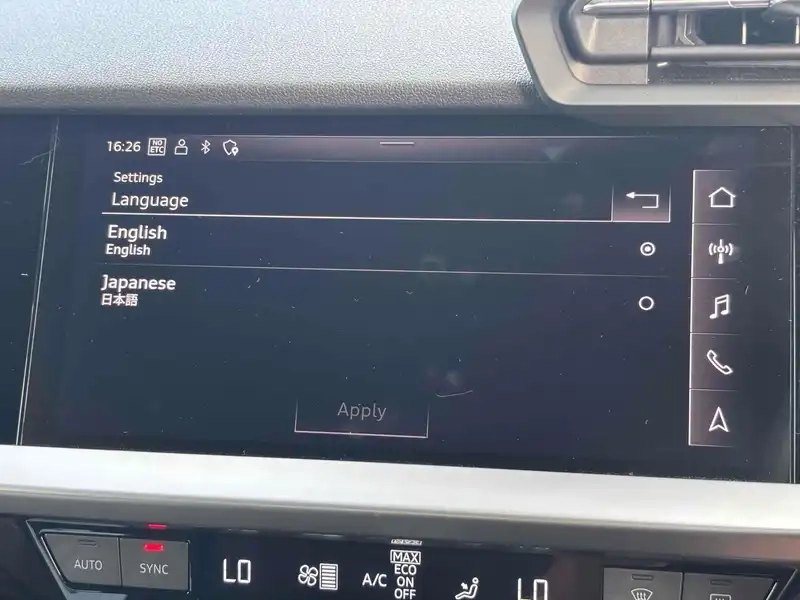 16:26 NO ETC
Settings
Language
English
English
Japanese
日本語
Apply
AUTO
SYNC
LO
A/C
MAX
ECO
ON
OFF
LO